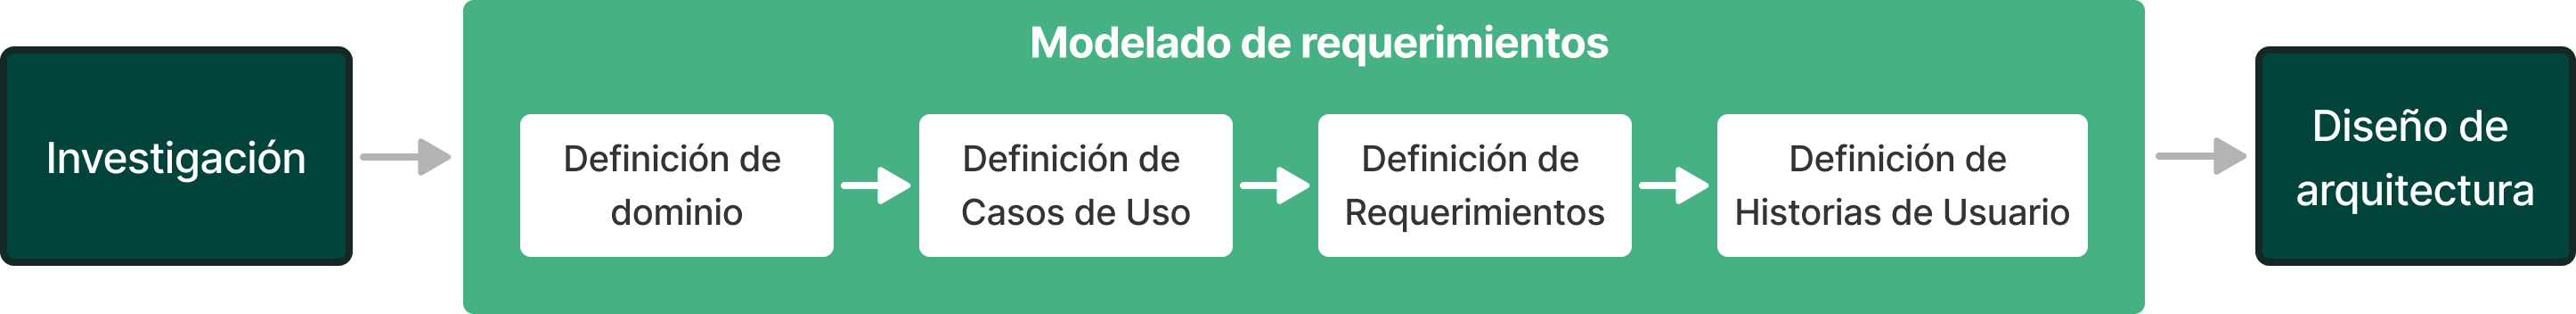 Investigación
Modelado de requerimientos
Definición de
dominio
Definición de
Casos de Uso
Definición de
Requerimientos
Definición de
Historias de Usuario
Diseño de
arquitectura